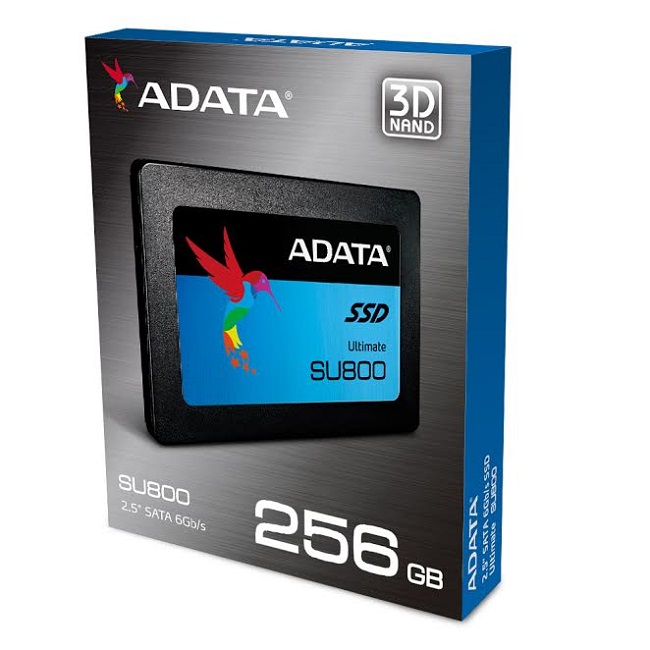 ADATA
ADATA®
3D
NAND
ADATA®
SSD
Ultimate
SU800
SU800
2.5" SATA 6Gb/s
256 GB
ADATA®
2.5" SATA 6Gb/s SSD
Ultimate SU800